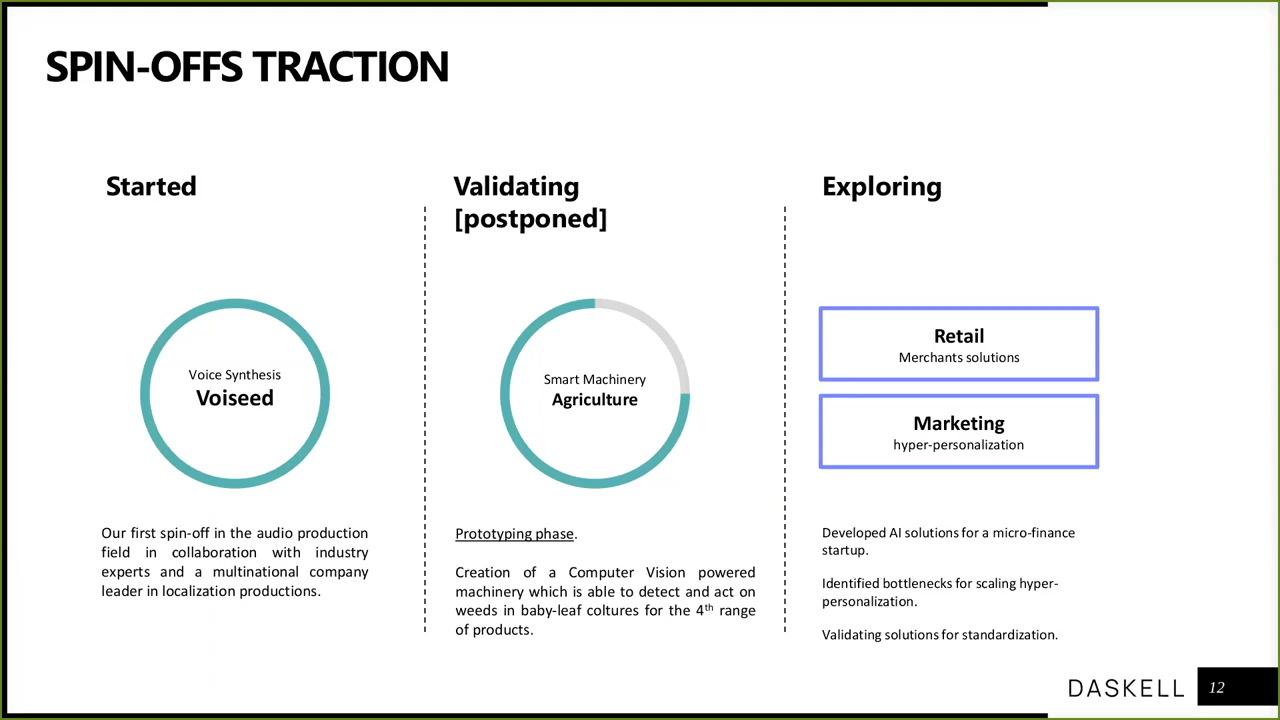 SPIN-OFFS TRACTION
Started
Voice Synthesis
Voiseed
Our first spin-off in the audio production
field in collaboration with industry
experts and a multinational company
leader in localization productions.
Validating
[postponed]
Smart Machinery
Agriculture
Prototyping phase.
Creation of a Computer Vision powered
machinery which is able to detect and act on
weeds in baby-leaf coltures for the 4th range
of products.
Exploring
Retail
Merchants solutions
Marketing
hyper-personalization
Developed AI solutions for a micro-finance
startup.
Identified bottlenecks for scaling hyper-
personalization.
Validating solutions for standardization.
DASKELL
12